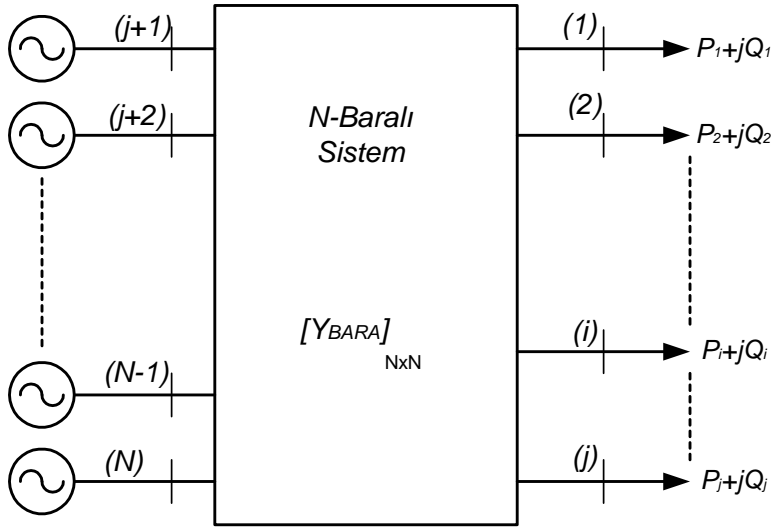 (j+1)
(j+2)
(N-1)
(N)
N-Baralı
Sistem
[YBARA]
NxN
(1)
(2)
(i)
(j)
P1+jQ1
P2+jQ2
Pi+jQi
Pj+jQj